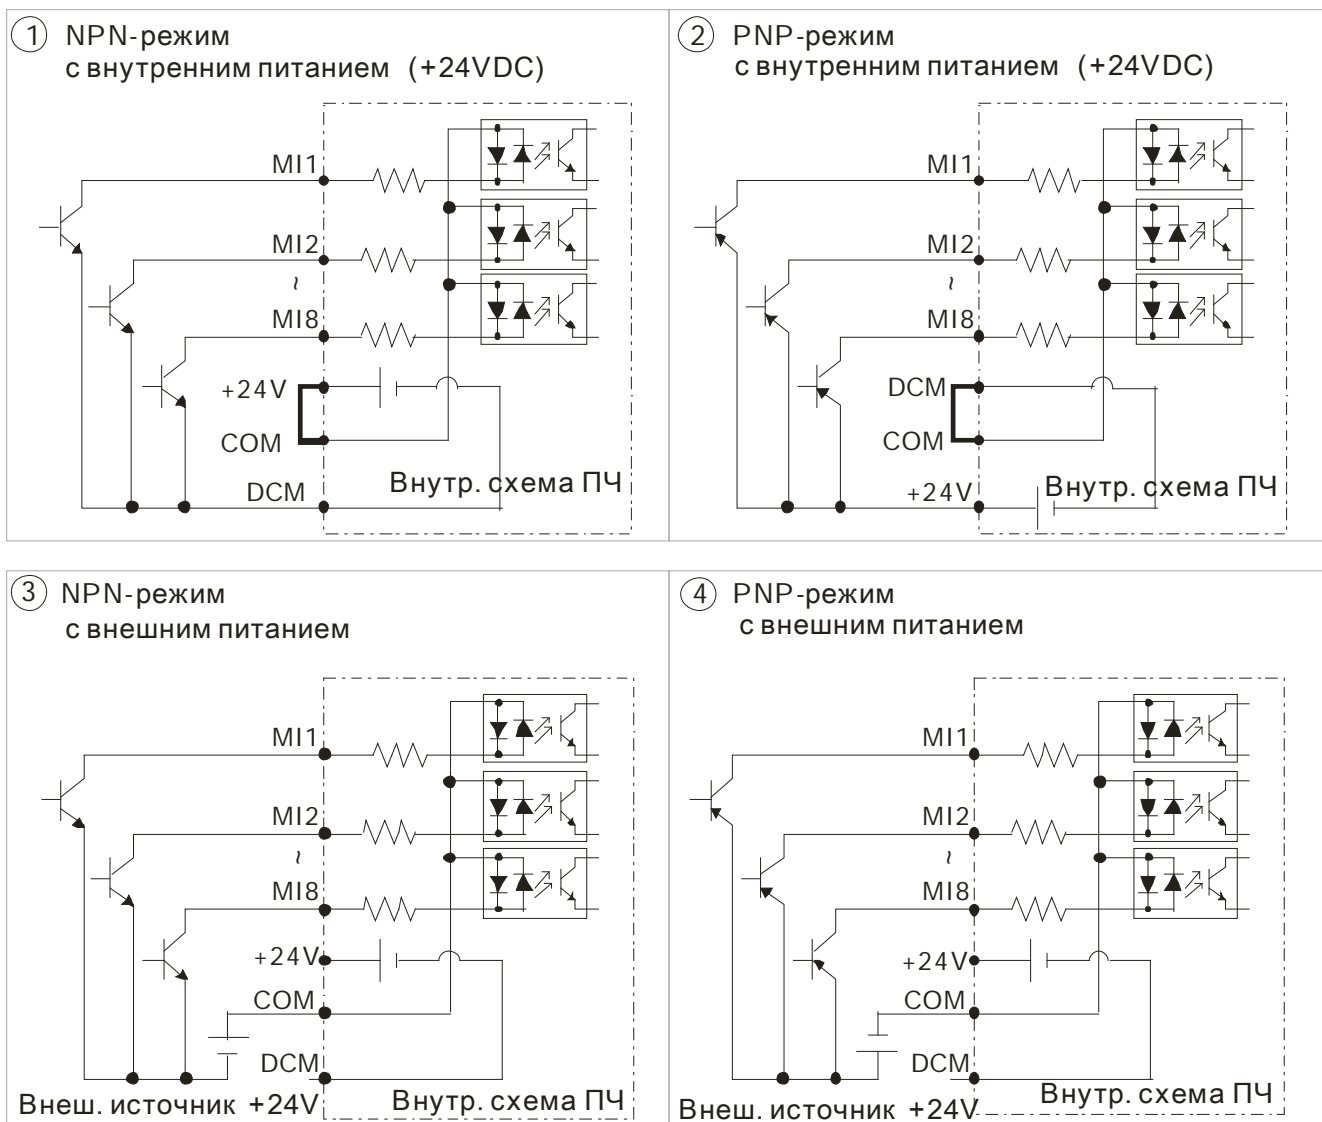 1 NPN-режим
с внутренним питанием (+24VDC)
MI1
MI2
~
MI8
+24V
COM
DCM
Внутр. схема ПЧ
2 PNP-режим
с внутренним питанием (+24VDC)
MI1
MI2
~
MI8
DCM
COM
+24V
Внутр. схема ПЧ
3 NPN-режим
с внешним питанием
MI1
MI2
~
MI8
+24V
COM
DCM
Внеш. источник +24V
Внутр. схема ПЧ
4 PNP-режим
с внешним питанием
MI1
MI2
~
MI8
+24V
COM
DCM
Внеш. источник +24V
Внутр. схема ПЧ